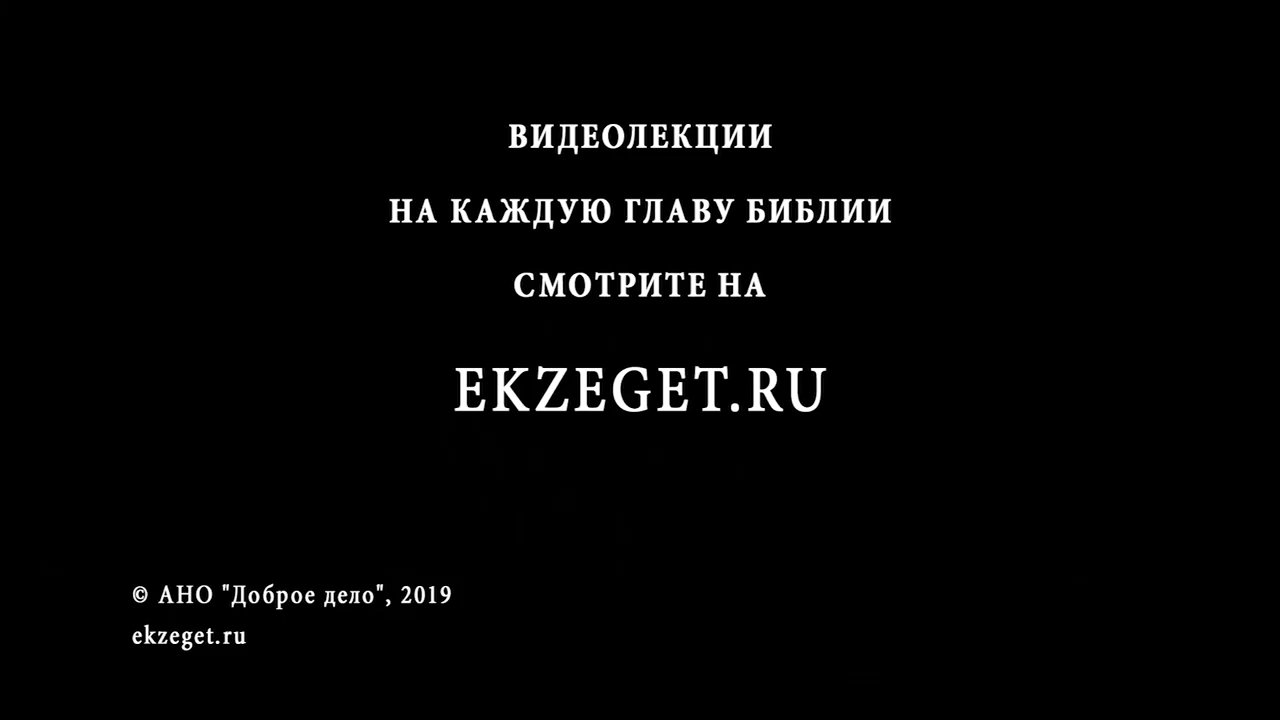 ВИДЕОЛЕКЦИИ
НА КАЖДУЮ ГЛАВУ БИБЛИИ
СМОТРИТЕ НА
EKZEGET.RU
© АНО "Доброе дело", 2019
ekzeget.ru